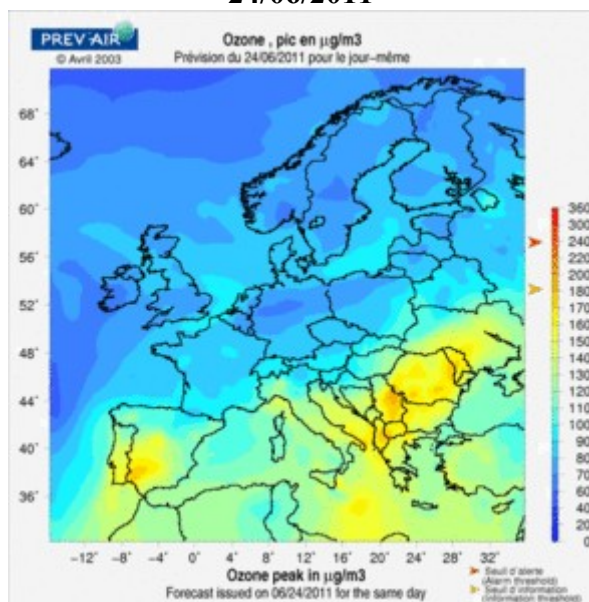 24/06/2011
PREV'AIR
© Avril 2003
Ozone , pic en µg/m3
Prévision du 24/06/2011 pour le jour-même
68°
64°
60°
56°
52°
48°
44°
40°
36°
-12° -8° -4° 0° 4° 8° 12° 16° 20° 24° 28° 32°
360
300
240
200
180
170
160
150
140
130
120
110
100
90
80
70
60
40
20
0
Ozone peak in µg/m3
Forecast issued on 06/24/2011 for the same day
Seuil d'alerte
(Alarm threshold)
Seuil d'information
(Information threshold)